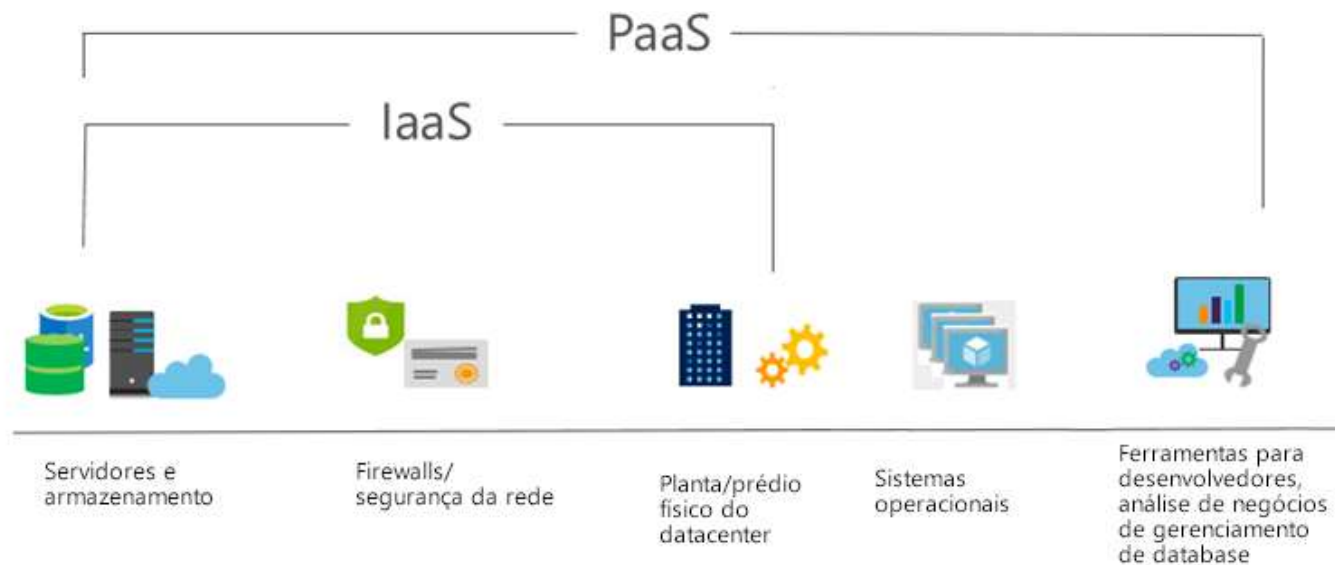 PaaS
IaaS
Servidores e
armazenamento
Firewalls/
segurança da rede
Planta/prédio
físico do
datacenter
Sistemas
operacionais
Ferramentas para
desenvolvedores,
análise de negócios
de gerenciamento
de database